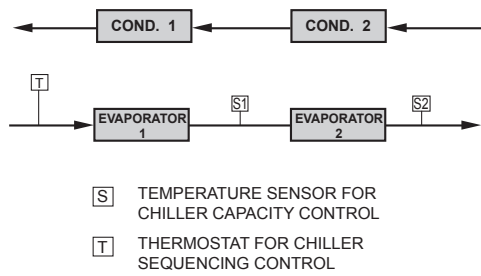 COND. 1
COND. 2
T
S1
S2
EVAPORATOR
1
EVAPORATOR
2
S TEMPERATURE SENSOR FOR
CHILLER CAPACITY CONTROL
T THERMOSTAT FOR CHILLER
SEQUENCING CONTROL